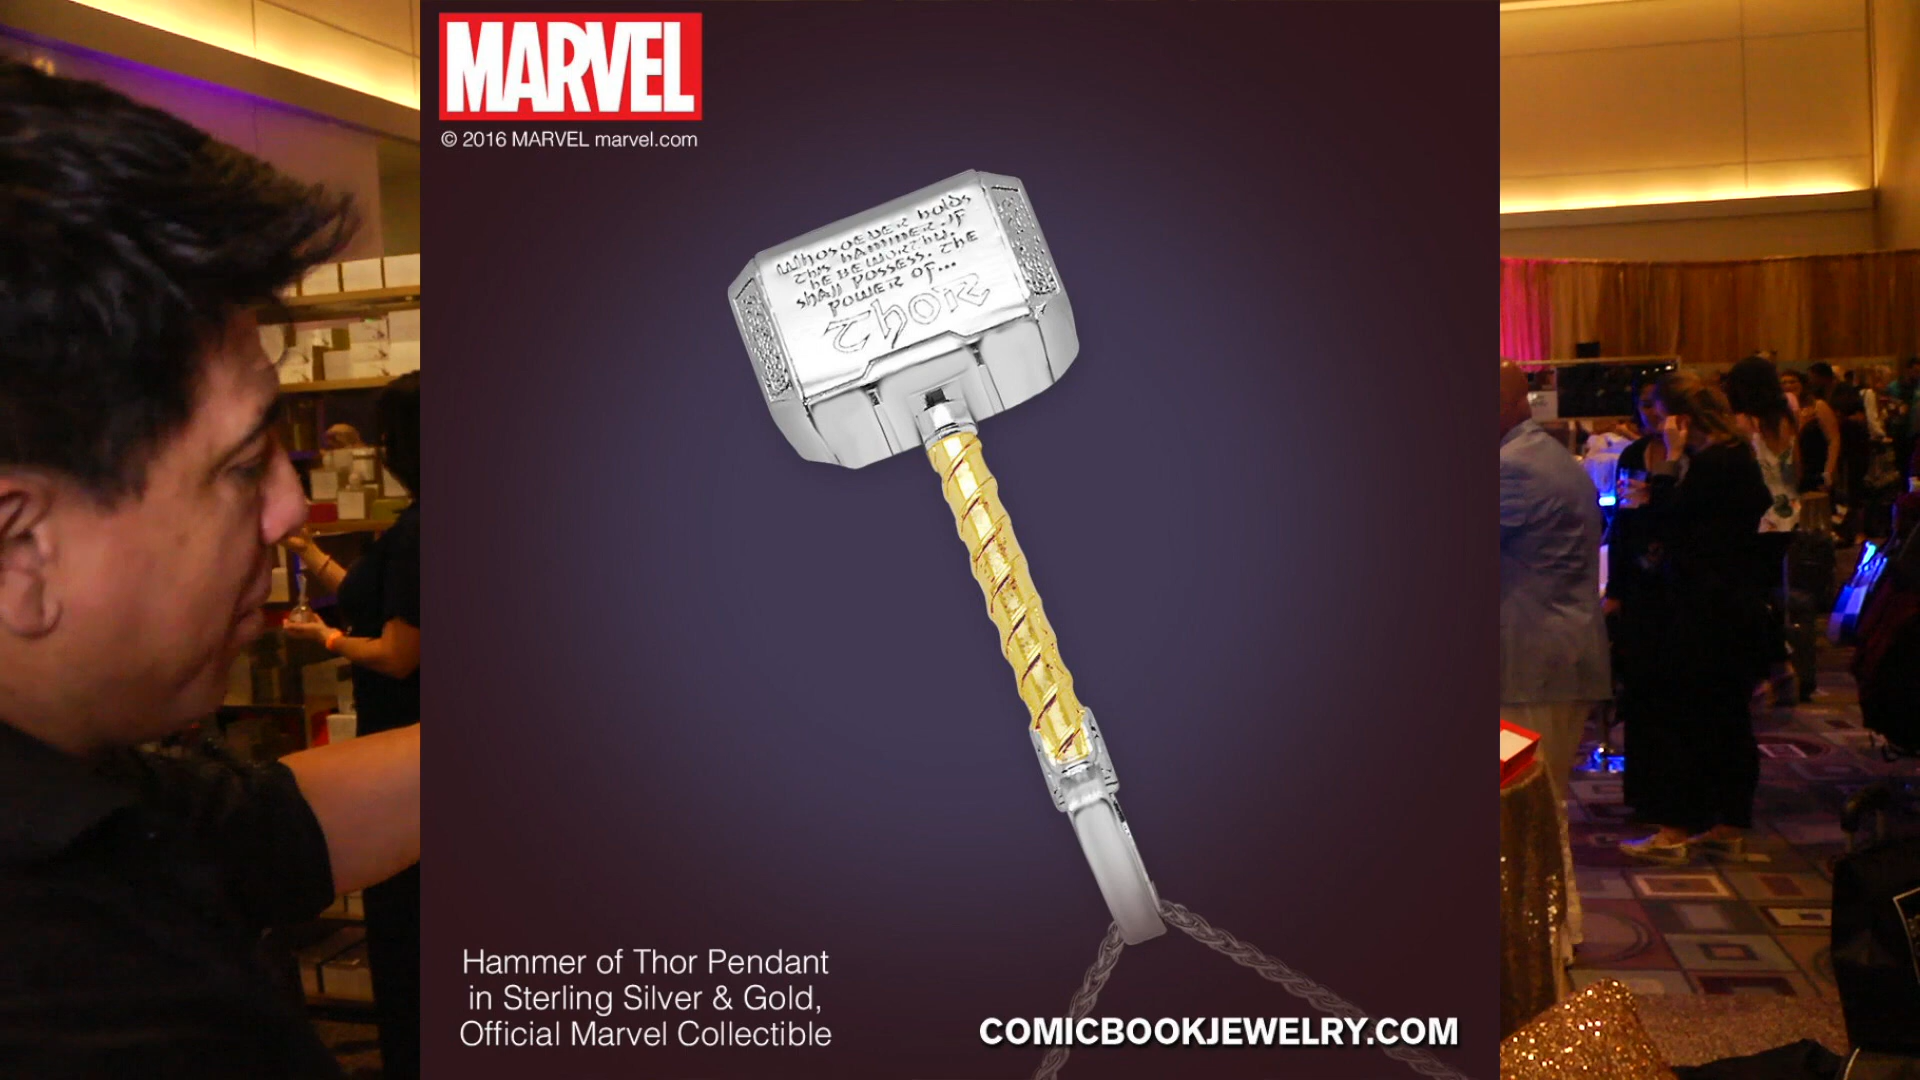 MARVEL
© 2016 MARVEL marvel.com
Whosoever holds
this hammer, if
he be worthy,
shall possess the
power of...
Thor
Hammer of Thor Pendant
in Sterling Silver & Gold,
Official Marvel Collectible
COMICBOOKJEWELRY.COM